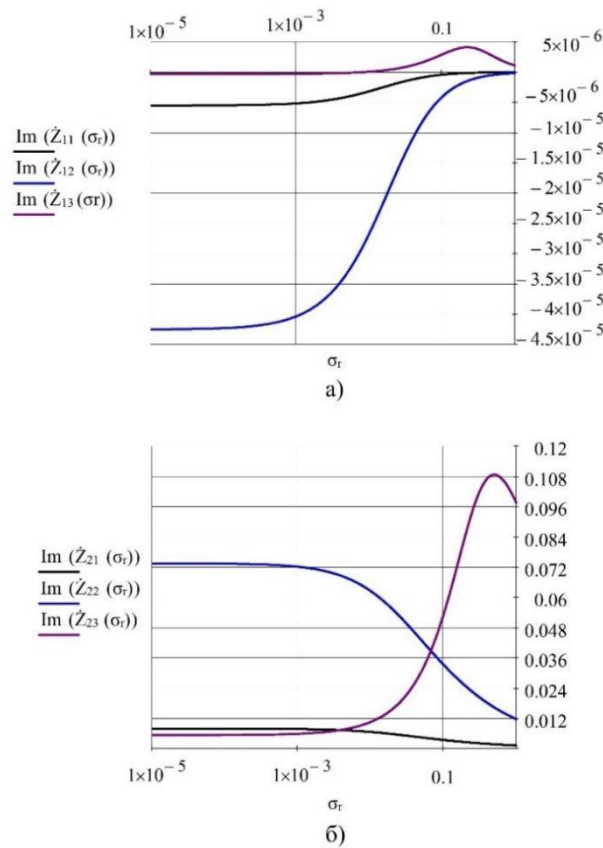 1×10⁻⁵ 1×10⁻³ 0.1
5×10⁻⁶
−5×10⁻⁶
−1×10⁻⁵
−1.5×10⁻⁵
−2×10⁻⁵
−2.5×10⁻⁵
−3×10⁻⁵
−3.5×10⁻⁵
−4×10⁻⁵
−4.5×10⁻⁵
Im (Ż₁₁ (σᵣ))
Im (Ż₁₂ (σᵣ))
Im (Ż₁₃ (σr))
σᵣ
а)
0.12
0.108
0.096
0.084
0.072
0.06
0.048
0.036
0.024
0.012
Im (Ż₂₁ (σᵣ))
Im (Ż₂₂ (σᵣ))
Im (Ż₂₃ (σᵣ))
1×10⁻⁵ 1×10⁻³ 0.1
σᵣ
б)